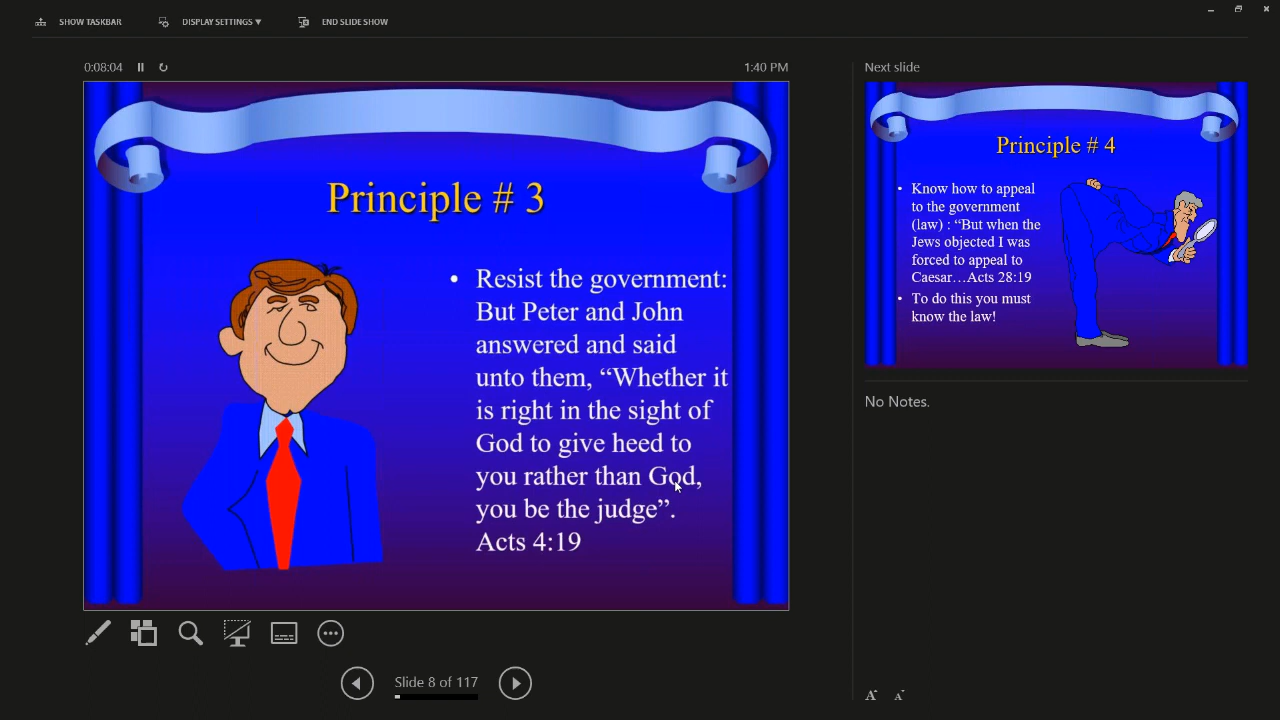 SHOW TASKBAR
DISPLAY SETTINGS ▼
END SLIDE SHOW
0:08:04
1:40 PM
Principle # 3
• Resist the government:
But Peter and John
answered and said
unto them, “Whether it
is right in the sight of
God to give heed to
you rather than God,
you be the judge”.
Acts 4:19
Slide 8 of 117
Next slide
Principle # 4
• Know how to appeal
to the government
(law) : “But when the
Jews objected I was
forced to appeal to
Caesar…Acts 28:19
• To do this you must
know the law!
No Notes.
A A